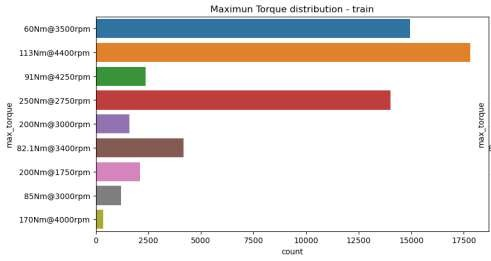 Maximun Torque distribution - train
max_torque
60Nm@3500rpm
113Nm@4400rpm
91Nm@4250rpm
250Nm@2750rpm
200Nm@3000rpm
82.1Nm@3400rpm
200Nm@1750rpm
85Nm@3000rpm
170Nm@4000rpm
0 2500 5000 7500 10000 12500 15000 17500
count
max_torque